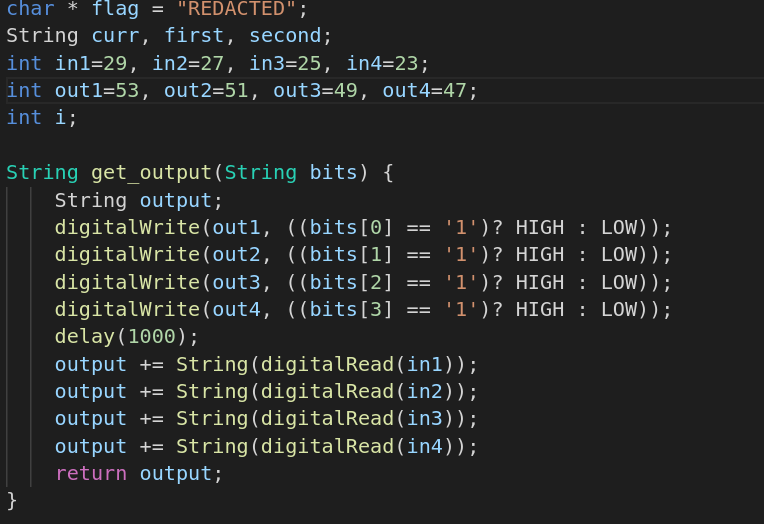 char * flag = "REDACTED";
String curr, first, second;
int in1=29, in2=27, in3=25, in4=23;
int out1=53, out2=51, out3=49, out4=47;
int i;
String get_output(String bits) {
    String output;
    digitalWrite(out1, ((bits[0] == '1')? HIGH : LOW));
    digitalWrite(out2, ((bits[1] == '1')? HIGH : LOW));
    digitalWrite(out3, ((bits[2] == '1')? HIGH : LOW));
    digitalWrite(out4, ((bits[3] == '1')? HIGH : LOW));
    delay(1000);
    output += String(digitalRead(in1));
    output += String(digitalRead(in2));
    output += String(digitalRead(in3));
    output += String(digitalRead(in4));
    return output;
}